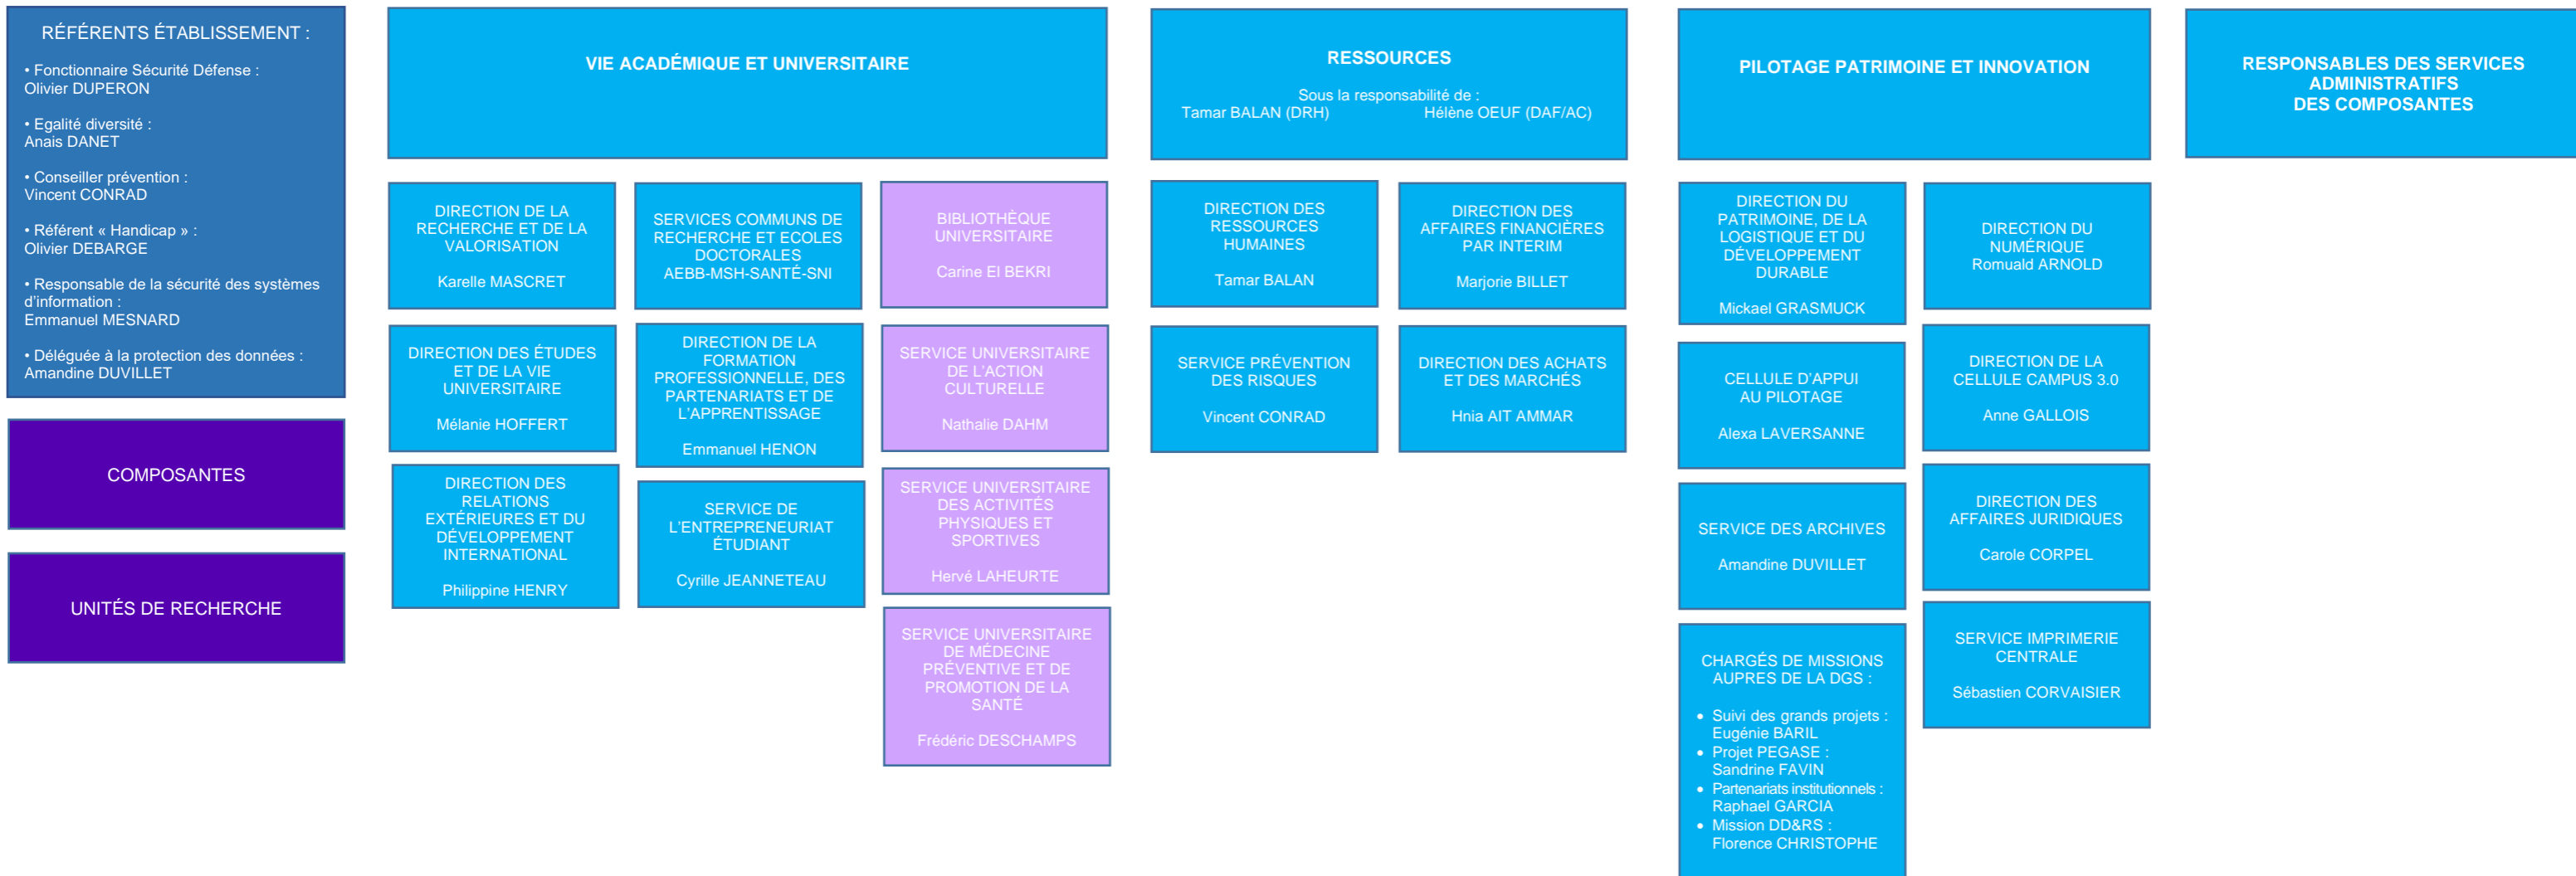 RÉFÉRENTS ÉTABLISSEMENT :
• Fonctionnaire Sécurité Défense :
Olivier DUPERON
• Egalité diversité :
Anais DANET
• Conseiller prévention :
Vincent CONRAD
• Référent « Handicap » :
Olivier DEBARGE
• Responsable de la sécurité des systèmes
d'information :
Emmanuel MESNARD
• Déléguée à la protection des données :
Amandine DUVILLET
COMPOSANTES
UNITÉS DE RECHERCHE
VIE ACADÉMIQUE ET UNIVERSITAIRE
DIRECTION DE LA
RECHERCHE ET DE LA
VALORISATION
Karelle MASCRET
DIRECTION DES ÉTUDES
ET DE LA VIE
UNIVERSITAIRE
Mélanie HOFFERT
DIRECTION DES
RELATIONS
EXTÉRIEURES ET DU
DÉVELOPPEMENT
INTERNATIONAL
Philippine HENRY
SERVICES COMMUNS DE
RECHERCHE ET ECOLES
DOCTORALES
AEBB-MSH-SANTÉ-SNI
DIRECTION DE LA
FORMATION
PROFESSIONNELLE, DES
PARTENARIATS ET DE
L'APPRENTISSAGE
Emmanuel HENON
SERVICE DE
L'ENTREPRENEURIAT
ÉTUDIANT
Cyrille JEANNETEAU
BIBLIOTHÈQUE
UNIVERSITAIRE
Carine El BEKRI
SERVICE UNIVERSITAIRE
DE L'ACTION
CULTURELLE
Nathalie DAHM
SERVICE UNIVERSITAIRE
DES ACTIVITÉS
PHYSIQUES ET
SPORTIVES
Hervé LAHEURTE
SERVICE UNIVERSITAIRE
DE MÉDECINE
PRÉVENTIVE ET DE
PROMOTION DE LA
SANTÉ
Frédéric DESCHAMPS
RESSOURCES
Sous la responsabilité de :
Tamar BALAN (DRH) Hélène OEUF (DAF/AC)
DIRECTION DES
RESSOURCES
HUMAINES
Tamar BALAN
SERVICE PRÉVENTION
DES RISQUES
Vincent CONRAD
DIRECTION DES
AFFAIRES FINANCIÈRES
PAR INTERIM
Marjorie BILLET
DIRECTION DES ACHATS
ET DES MARCHÉS
Hnia AIT AMMAR
PILOTAGE PATRIMOINE ET INNOVATION
DIRECTION DU
PATRIMOINE, DE LA
LOGISTIQUE ET DU
DÉVELOPPEMENT
DURABLE
Mickael GRASMUCK
CELLULE D'APPUI
AU PILOTAGE
Alexa LAVERSANNE
SERVICE DES ARCHIVES
Amandine DUVILLET
CHARGÉS DE MISSIONS
AUPRES DE LA DGS :
• Suivi des grands projets :
Eugénie BARIL
• Projet PEGASE :
Sandrine FAVIN
• Partenariats institutionnels :
Raphael GARCIA
• Mission DD&RS :
Florence CHRISTOPHE
DIRECTION DU
NUMÉRIQUE
Romuald ARNOLD
DIRECTION DE LA
CELLULE CAMPUS 3.0
Anne GALLOIS
DIRECTION DES
AFFAIRES JURIDIQUES
Carole CORPEL
SERVICE IMPRIMERIE
CENTRALE
Sébastien CORVAISIER
RESPONSABLES DES SERVICES
ADMINISTRATIFS
DES COMPOSANTES